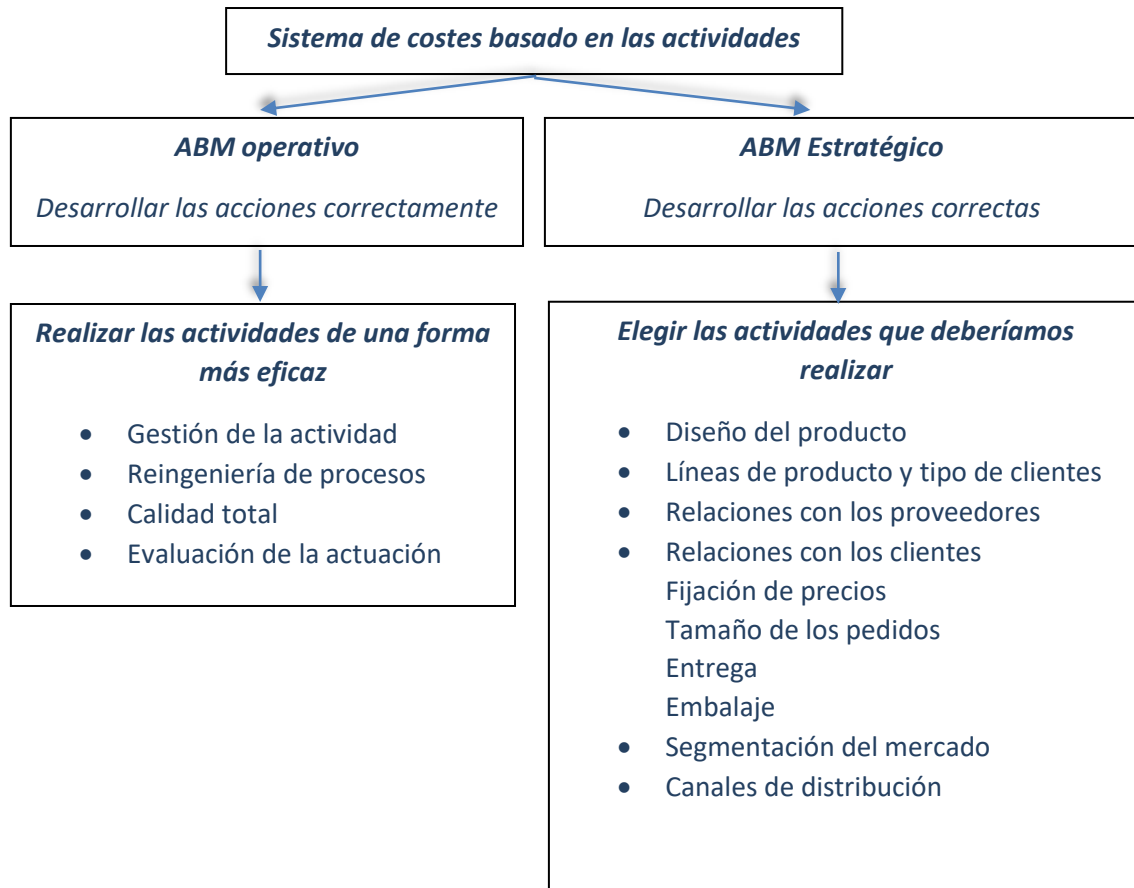 Sistema de costes basado en las actividades
ABM operativo
Desarrollar las acciones correctamente
ABM Estratégico
Desarrollar las acciones correctas
Realizar las actividades de una forma
más eficaz
• Gestión de la actividad
• Reingeniería de procesos
• Calidad total
• Evaluación de la actuación
Elegir las actividades que deberíamos
realizar
• Diseño del producto
• Líneas de producto y tipo de clientes
• Relaciones con los proveedores
• Relaciones con los clientes
Fijación de precios
Tamaño de los pedidos
Entrega
Embalaje
• Segmentación del mercado
• Canales de distribución